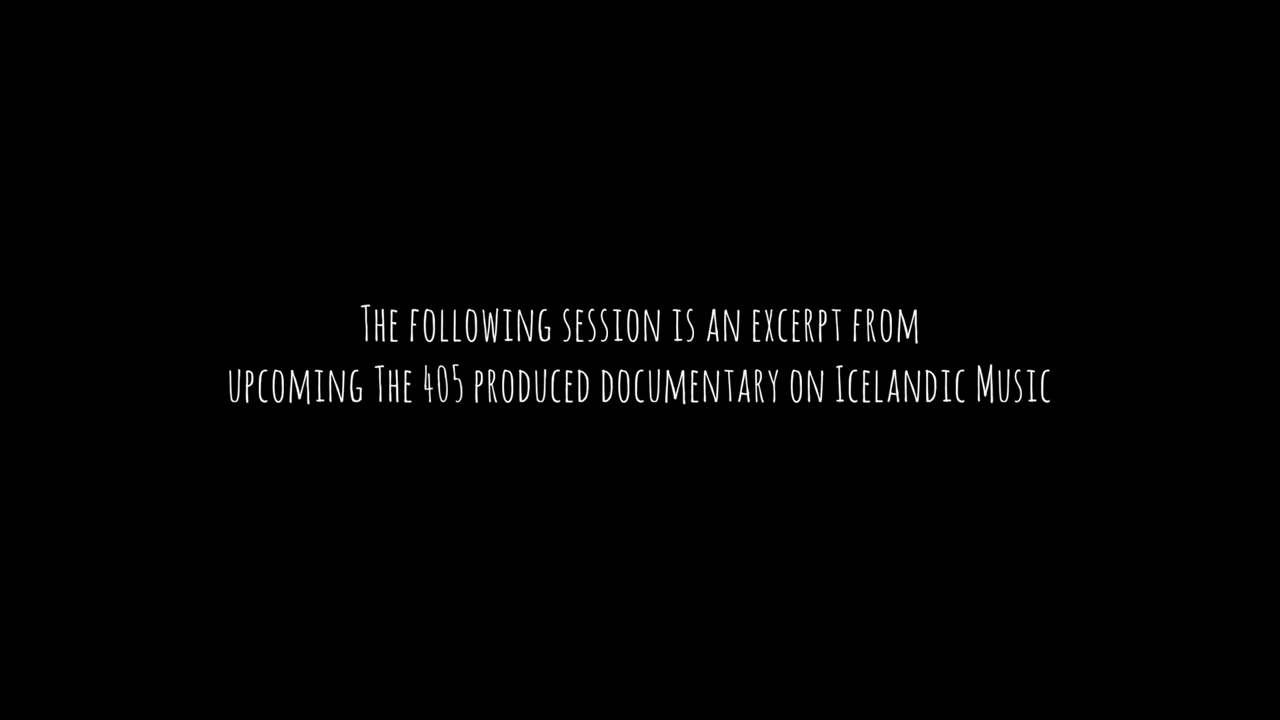 The following session is an excerpt from
upcoming The 405 produced documentary on Icelandic Music